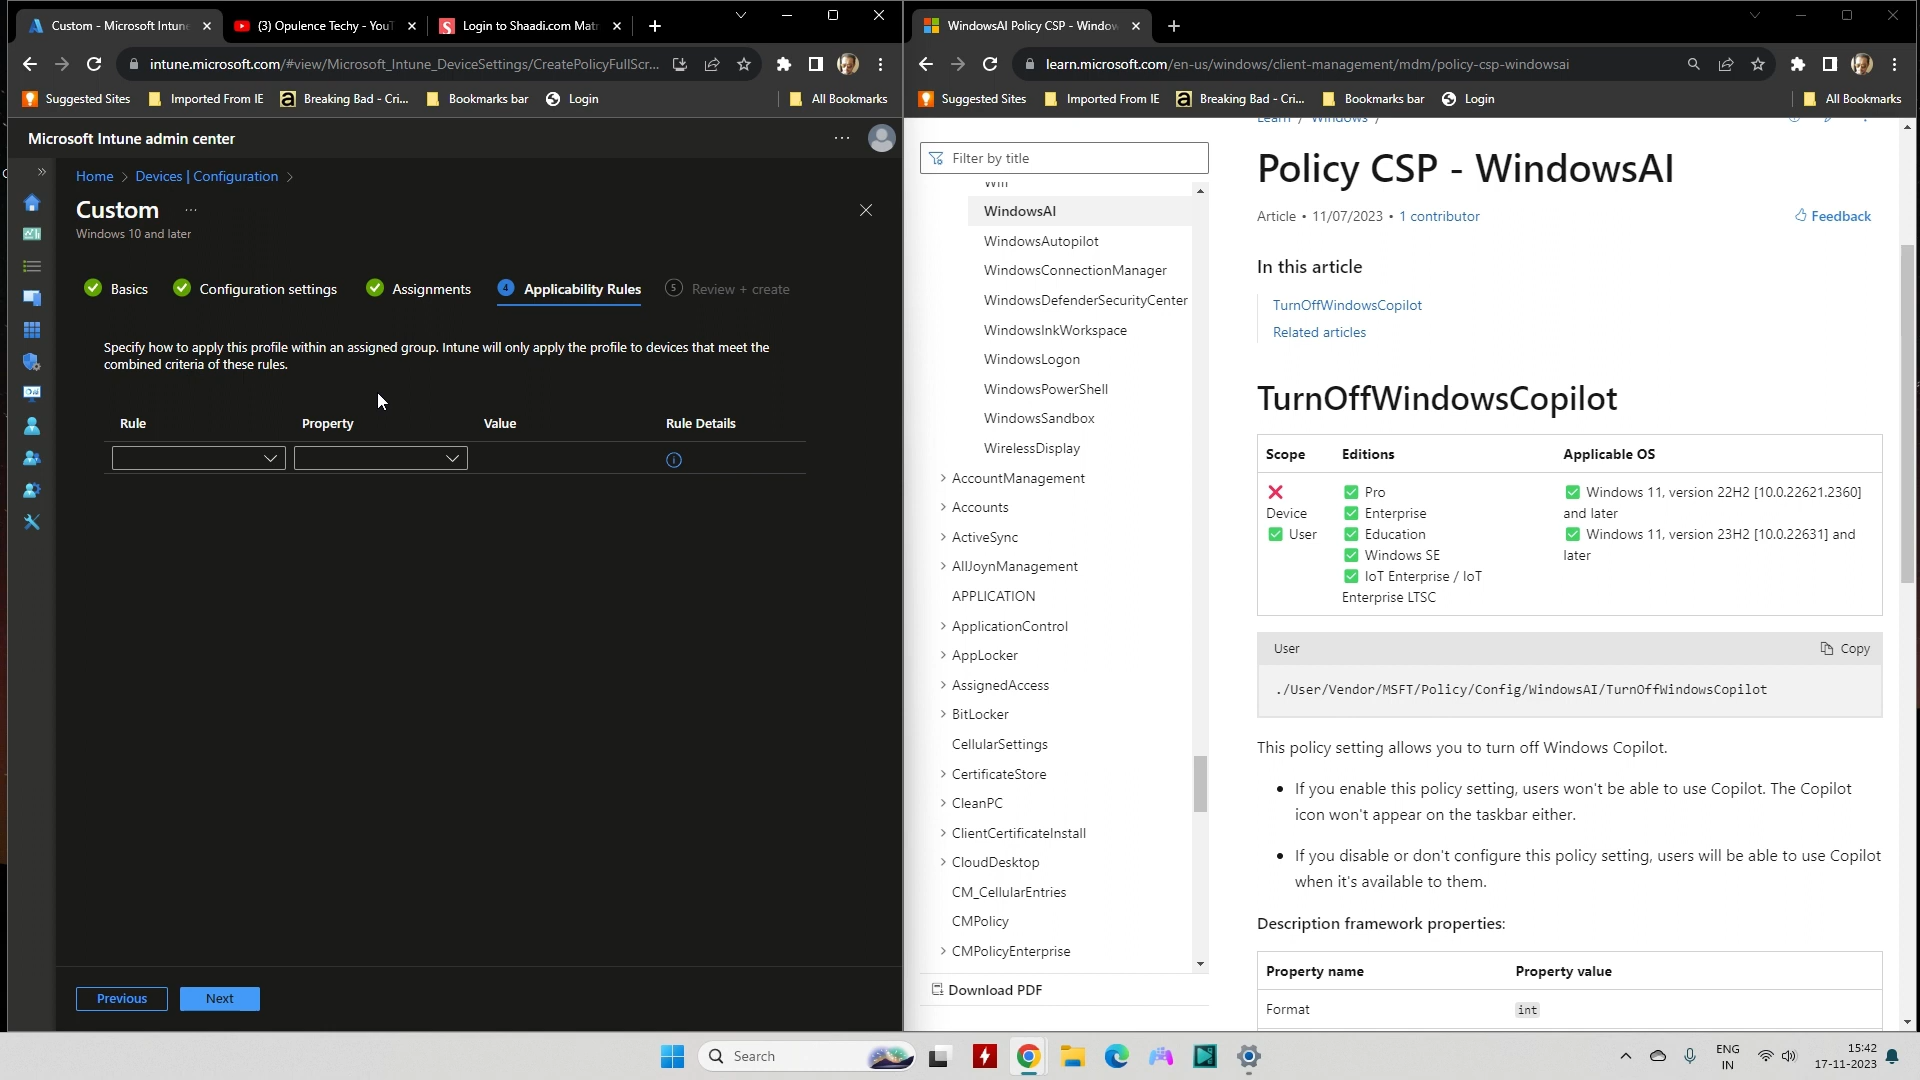 Custom - Microsoft Intune
(3) Opulence Techy - YouT
Login to Shaadi.com Matr
intune.microsoft.com/#view/Microsoft_Intune_DeviceSettings/CreatePolicyFullScr...
Suggested Sites
Imported From IE
Breaking Bad - Cri...
Bookmarks bar
Login
All Bookmarks
Microsoft Intune admin center
Home
Devices | Configuration
Custom
Windows 10 and later
Basics
Configuration settings
Assignments
4
Applicability Rules
5
Review + create
Specify how to apply this profile within an assigned group. Intune will only apply the profile to devices that meet the
combined criteria of these rules.
Rule
Property
Value
Rule Details
Previous
Next
WindowsAI Policy CSP - Window
learn.microsoft.com/en-us/windows/client-management/mdm/policy-csp-windowsai
Suggested Sites
Imported From IE
Breaking Bad - Cri...
Bookmarks bar
Login
All Bookmarks
Filter by title
Wifi
WindowsAI
WindowsAutopilot
WindowsConnectionManager
WindowsDefenderSecurityCenter
WindowsInkWorkspace
WindowsLogon
WindowsPowerShell
WindowsSandbox
WirelessDisplay
AccountManagement
Accounts
ActiveSync
AllJoynManagement
APPLICATION
ApplicationControl
AppLocker
AssignedAccess
BitLocker
CellularSettings
CertificateStore
CleanPC
ClientCertificateInstall
CloudDesktop
CM_CellularEntries
CMPolicy
CMPolicyEnterprise
Download PDF
Learn / Windows /
Policy CSP - WindowsAI
Article • 11/07/2023 • 1 contributor
Feedback
In this article
TurnOffWindowsCopilot
Related articles
TurnOffWindowsCopilot
Scope
Editions
Applicable OS
Device
User
Pro
Enterprise
Education
Windows SE
IoT Enterprise / IoT
Enterprise LTSC
Windows 11, version 22H2 [10.0.22621.2360]
and later
Windows 11, version 23H2 [10.0.22631] and
later
User
Copy
./User/Vendor/MSFT/Policy/Config/WindowsAI/TurnOffWindowsCopilot
This policy setting allows you to turn off Windows Copilot.
• If you enable this policy setting, users won't be able to use Copilot. The Copilot
icon won't appear on the taskbar either.
• If you disable or don't configure this policy setting, users will be able to use Copilot
when it's available to them.
Description framework properties:
Property name
Property value
Format
int
Search
ENG
IN
15:42
17-11-2023